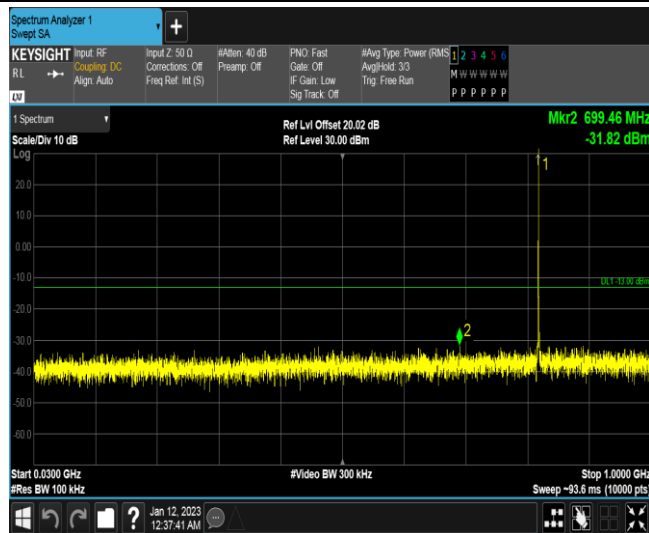 Spectrum Analyzer 1
Swept SA
+
KEYSIGHT
RL
Input: RF
Coupling: DC
Align: Auto
Input Z: 50 Ω
Corrections: Off
Freq Ref: Int (S)
#Atten: 40 dB
Preamp: Off
PNO: Fast
Gate: Off
IF Gain: Low
Sig Track: Off
#Avg Type: Power (RMS
Avg|Hold: 3/3
Trig: Free Run
1 2 3 4 5 6
M W W W W W
P P P P P P
1 Spectrum
Scale/Div 10 dB
Log
Ref Lvl Offset 20.02 dB
Ref Level 30.00 dBm
Mkr2 699.46 MHz
-31.82 dBm
1
20.0
10.0
0.00
-10.0
DL1 -13.00 dBm
-20.0
-30.0
2
-40.0
-50.0
-60.0
Start 0.0300 GHz
#Res BW 100 kHz
#Video BW 300 kHz
Stop 1.0000 GHz
Sweep ~93.6 ms (10000 pts)
?
Jan 12, 2023
12:37:41 AM